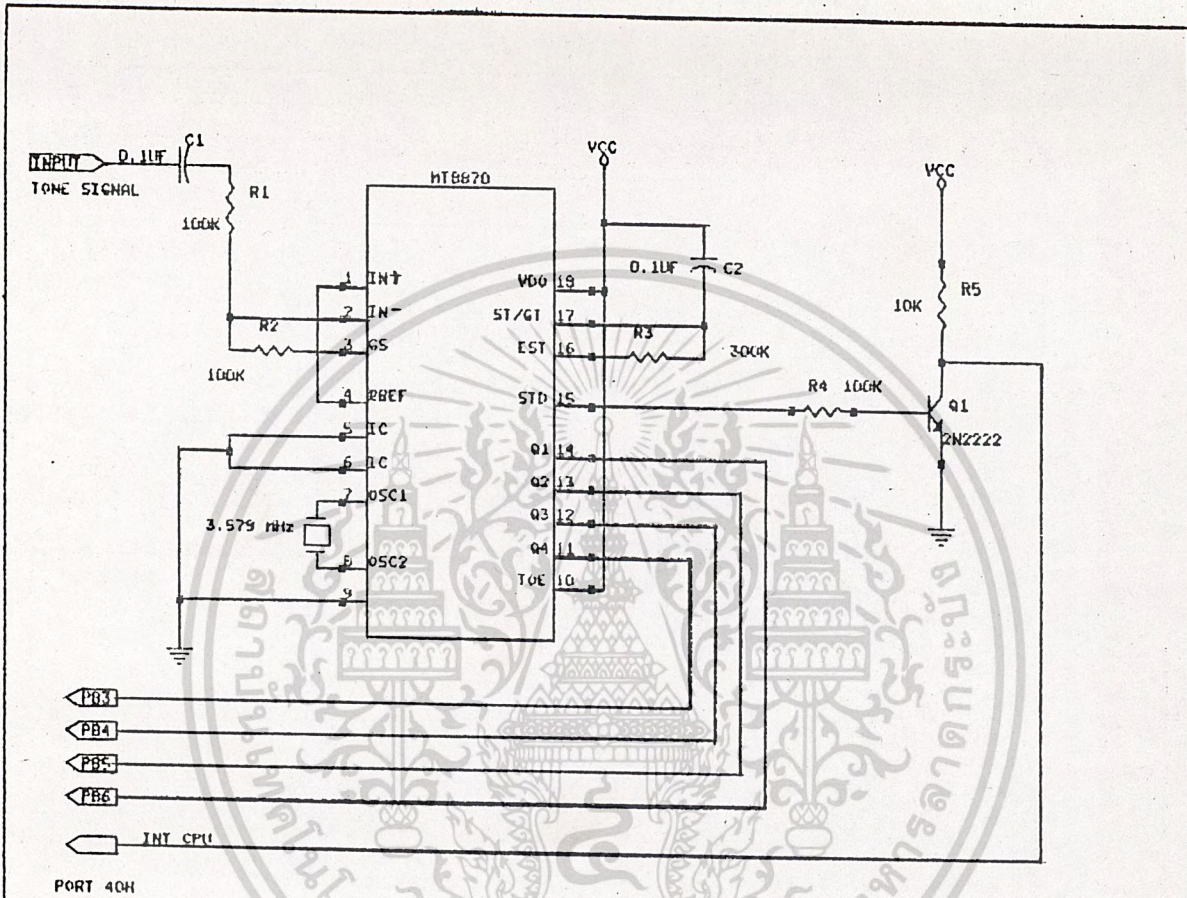 C1
INPUT 0.1UF
TONE SIGNAL
R1
100K
MT8870
VCC
VCC
1 IN+
2 IN-
R2
3 GS
100K
4
5 IC
6 IC
7 OSC1
3.579 MHz
8 OSC2
9
18
ST/GT 17
EST 16
STD 15
Q1 14
Q2 13
Q3 12
Q4 11
TOE 10
0.1UF C2
R3
300K
R4 100K
R5
10K
Q1
2N2222
PB3
PB4
PB5
PB6
INT CPU
PORT 40H